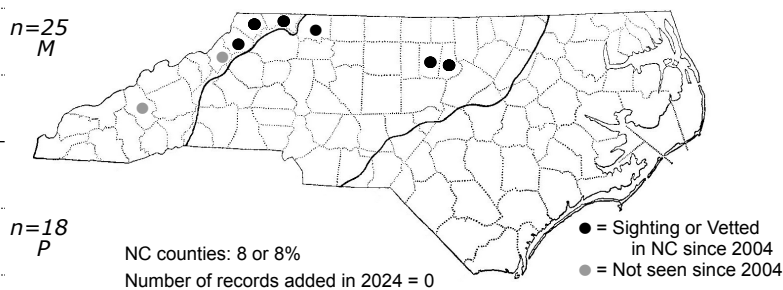 n=25
M
n=18
P
NC counties: 8 or 8%
Number of records added in 2024 = 0
● = Sighting or Vetted
in NC since 2004
● = Not seen since 2004